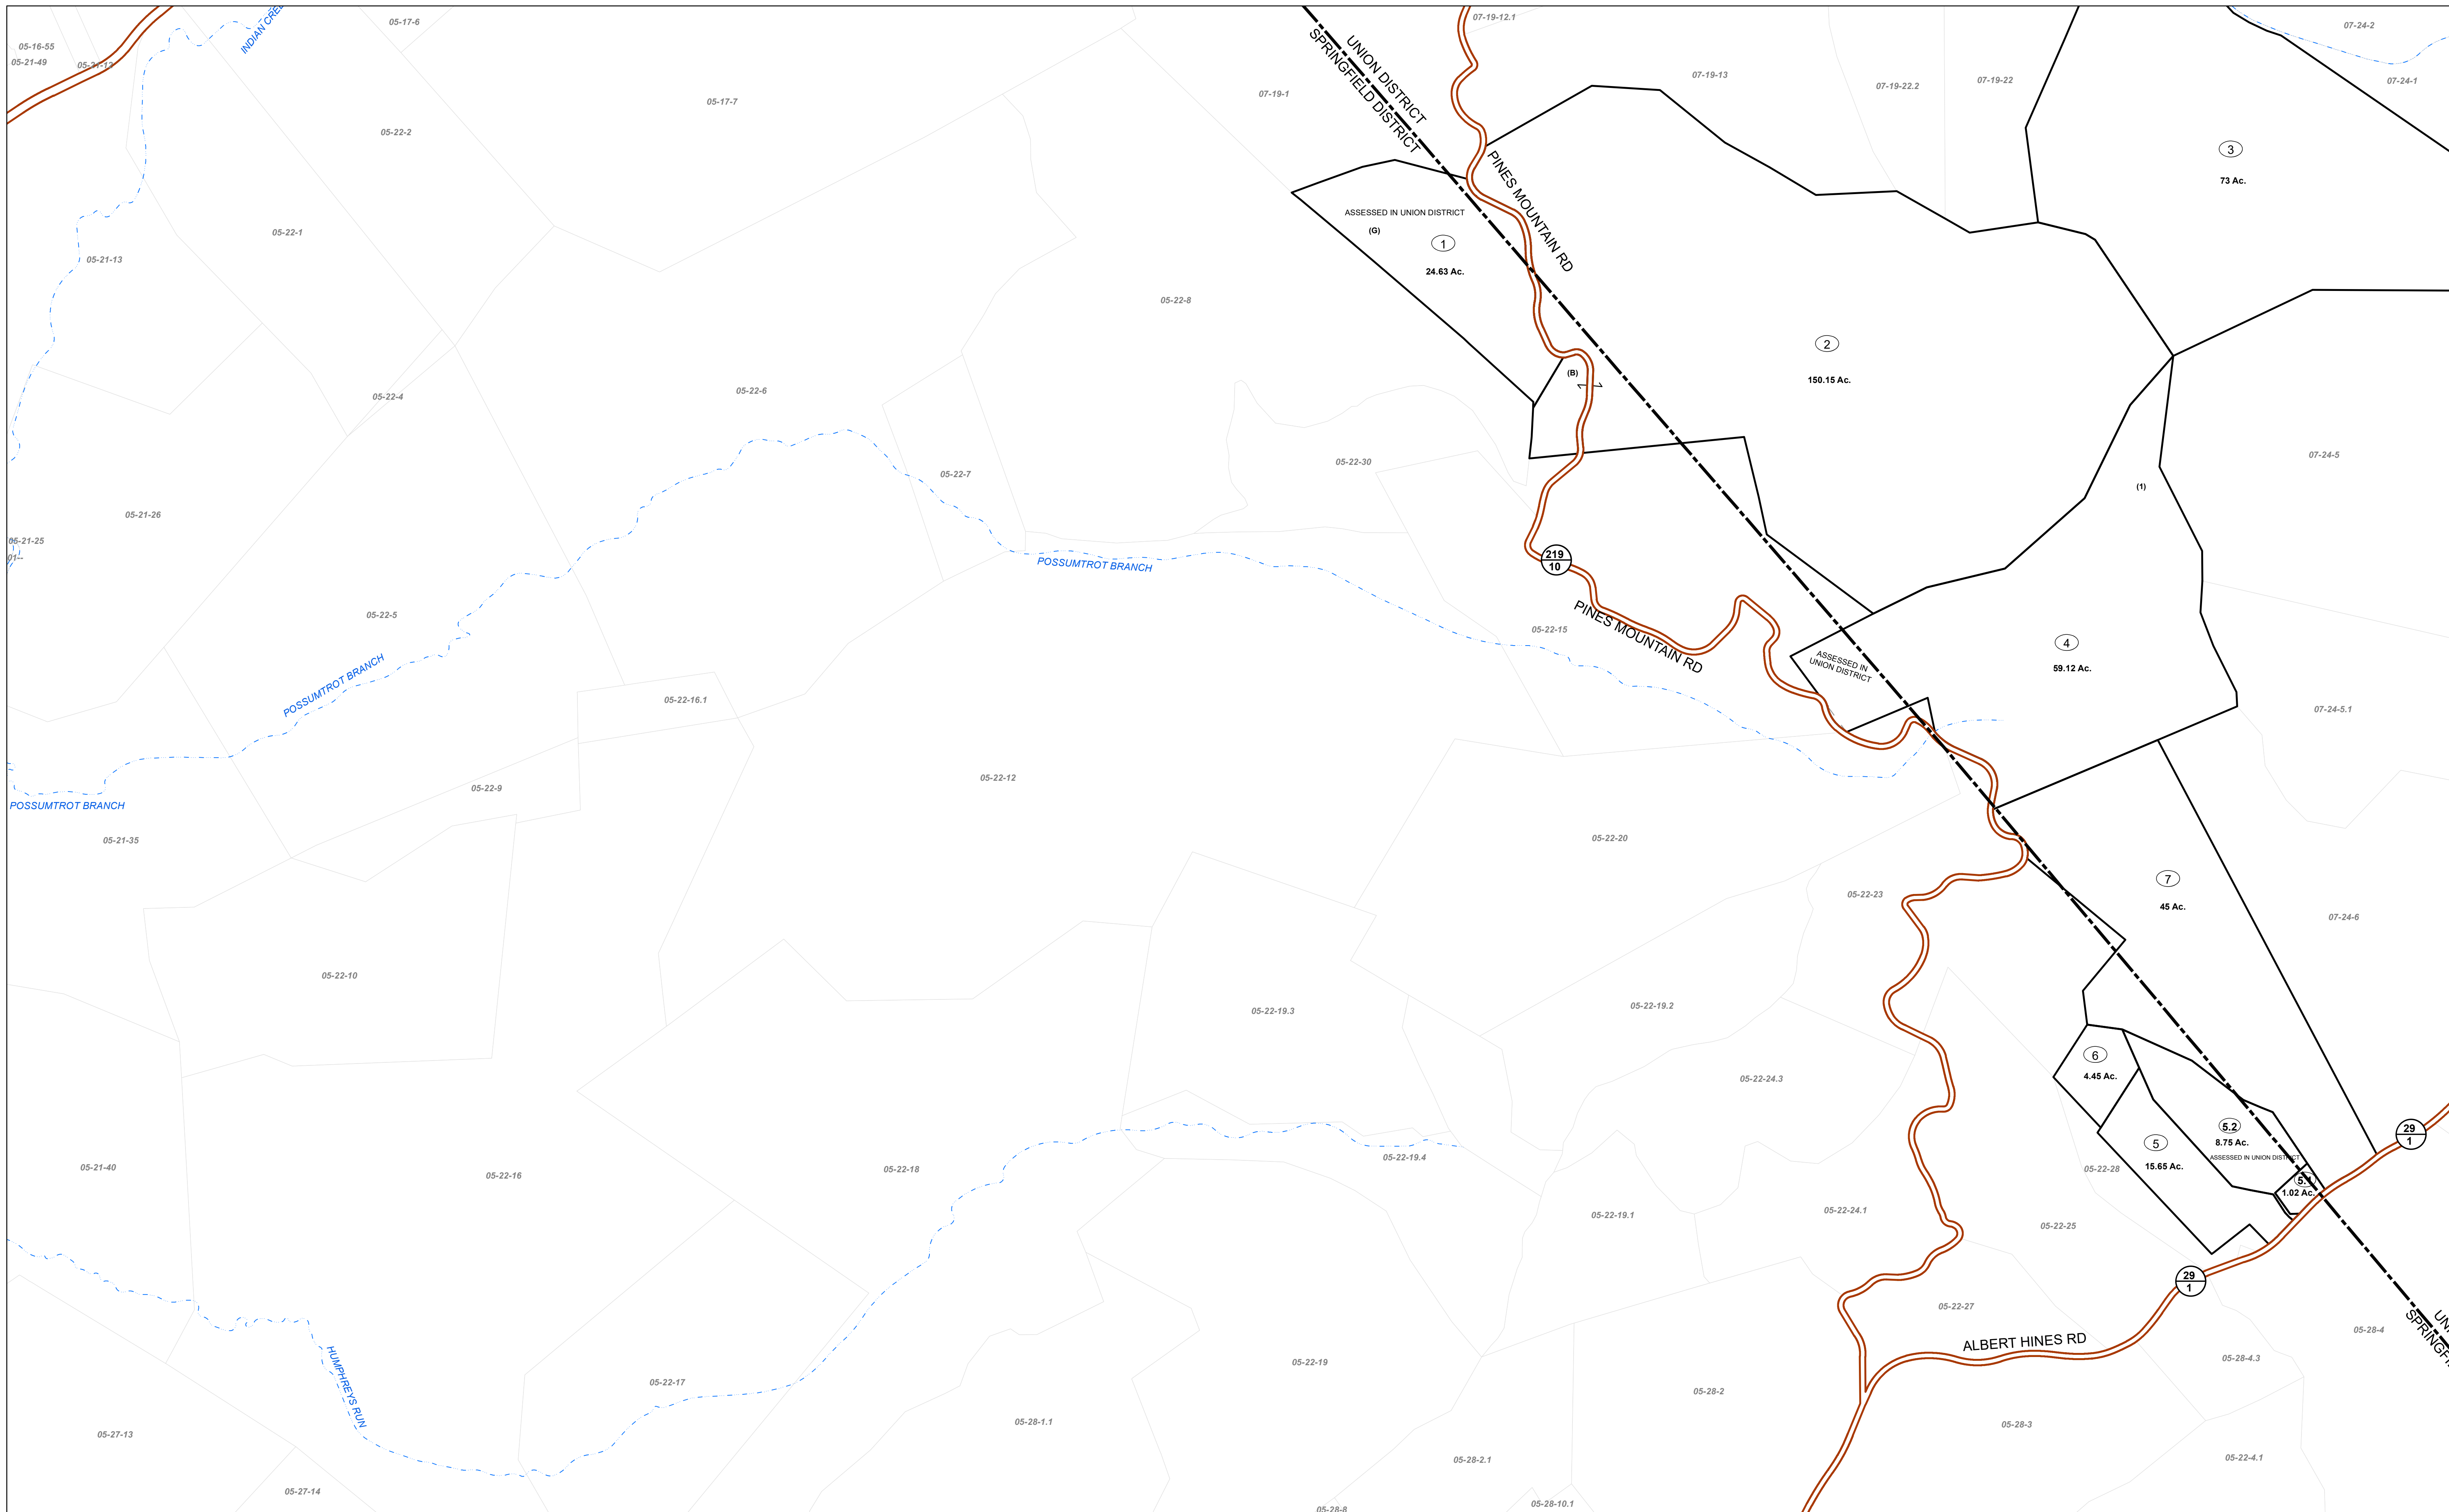 INDIAN CREE
05-17-6
07-19-12.1
07-24-2
05-16-55
05-21-49
05-21-12
UNION DISTRICT
SPRINGFIELD DISTRICT
07-19-13
07-19-22.2
07-19-22
07-24-1
05-17-7
07-19-1
05-22-2
3
73 Ac.
PINES MOUNTAIN RD
ASSESSED IN UNION DISTRICT
(G)
1
24.63 Ac.
05-22-1
05-21-13
05-22-8
2
150.15 Ac.
(B)
2
1
05-22-4
05-22-6
05-22-7
05-22-30
07-24-5
(1)
05-21-26
05-21-25
01--
POSSUMTROT BRANCH
219
10
05-22-5
PINES MOUNTAIN RD
05-22-15
4
59.12 Ac.
ASSESSED IN
UNION DISTRICT
POSSUMTROT BRANCH
05-22-16.1
07-24-5.1
05-22-9
05-22-12
POSSUMTROT BRANCH
05-21-35
05-22-20
7
45 Ac.
05-22-23
07-24-6
05-22-10
05-22-19.3
05-22-19.2
6
4.45 Ac.
05-22-24.3
5.2
8.75 Ac.
ASSESSED IN UNION DISTRICT
29
1
5
15.65 Ac.
05-21-40
05-22-16
05-22-18
05-22-19.4
05-22-28
5.1
1.02 Ac.
05-22-19.1
05-22-24.1
05-22-25
29
1
05-22-27
ALBERT HINES RD
05-28-4
UNI
SPRINGFI
HUMPHREYS RUN
05-22-17
05-22-19
05-28-4.3
05-28-2
05-28-1.1
05-28-3
05-27-13
05-28-2.1
05-22-4.1
05-27-14
05-28-8
05-28-10.1